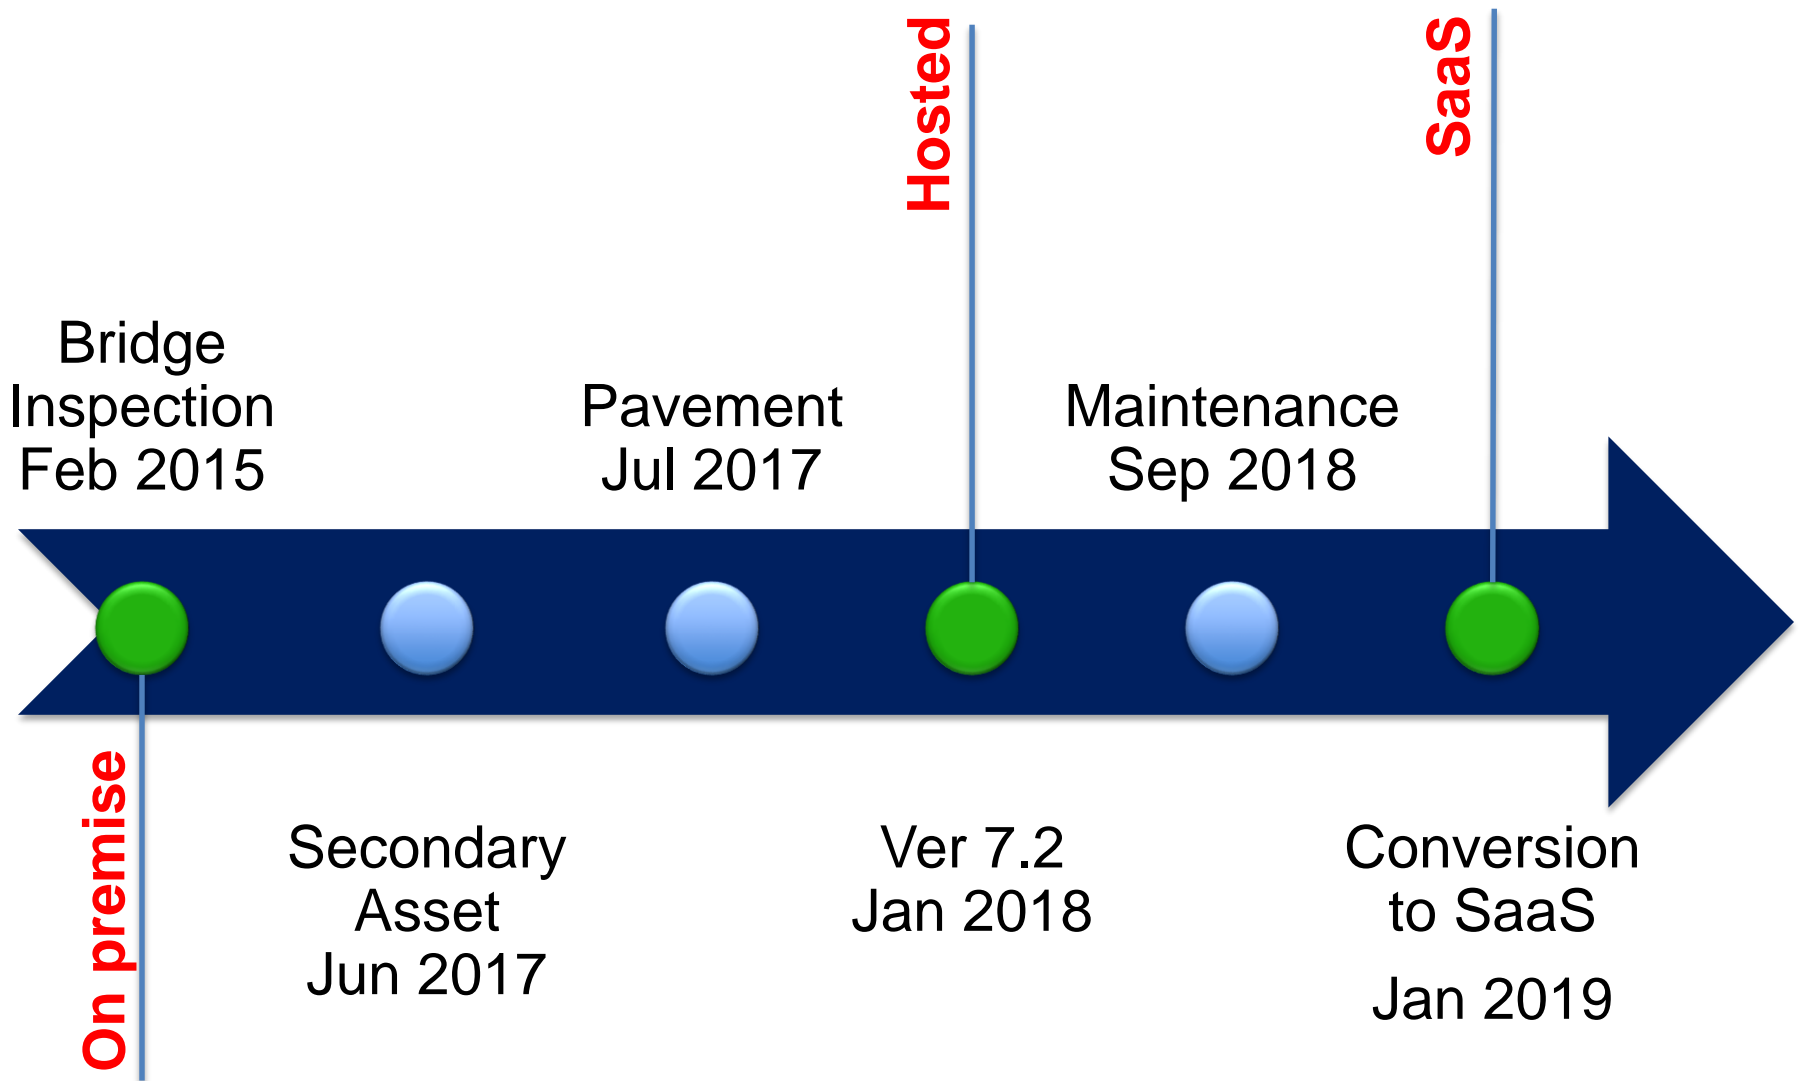 Hosted
SaaS
Bridge
Inspection
Feb 2015
Pavement
Jul 2017
Maintenance
Sep 2018
On premise
Secondary
Asset
Jun 2017
Ver 7.2
Jan 2018
Conversion
to SaaS
Jan 2019